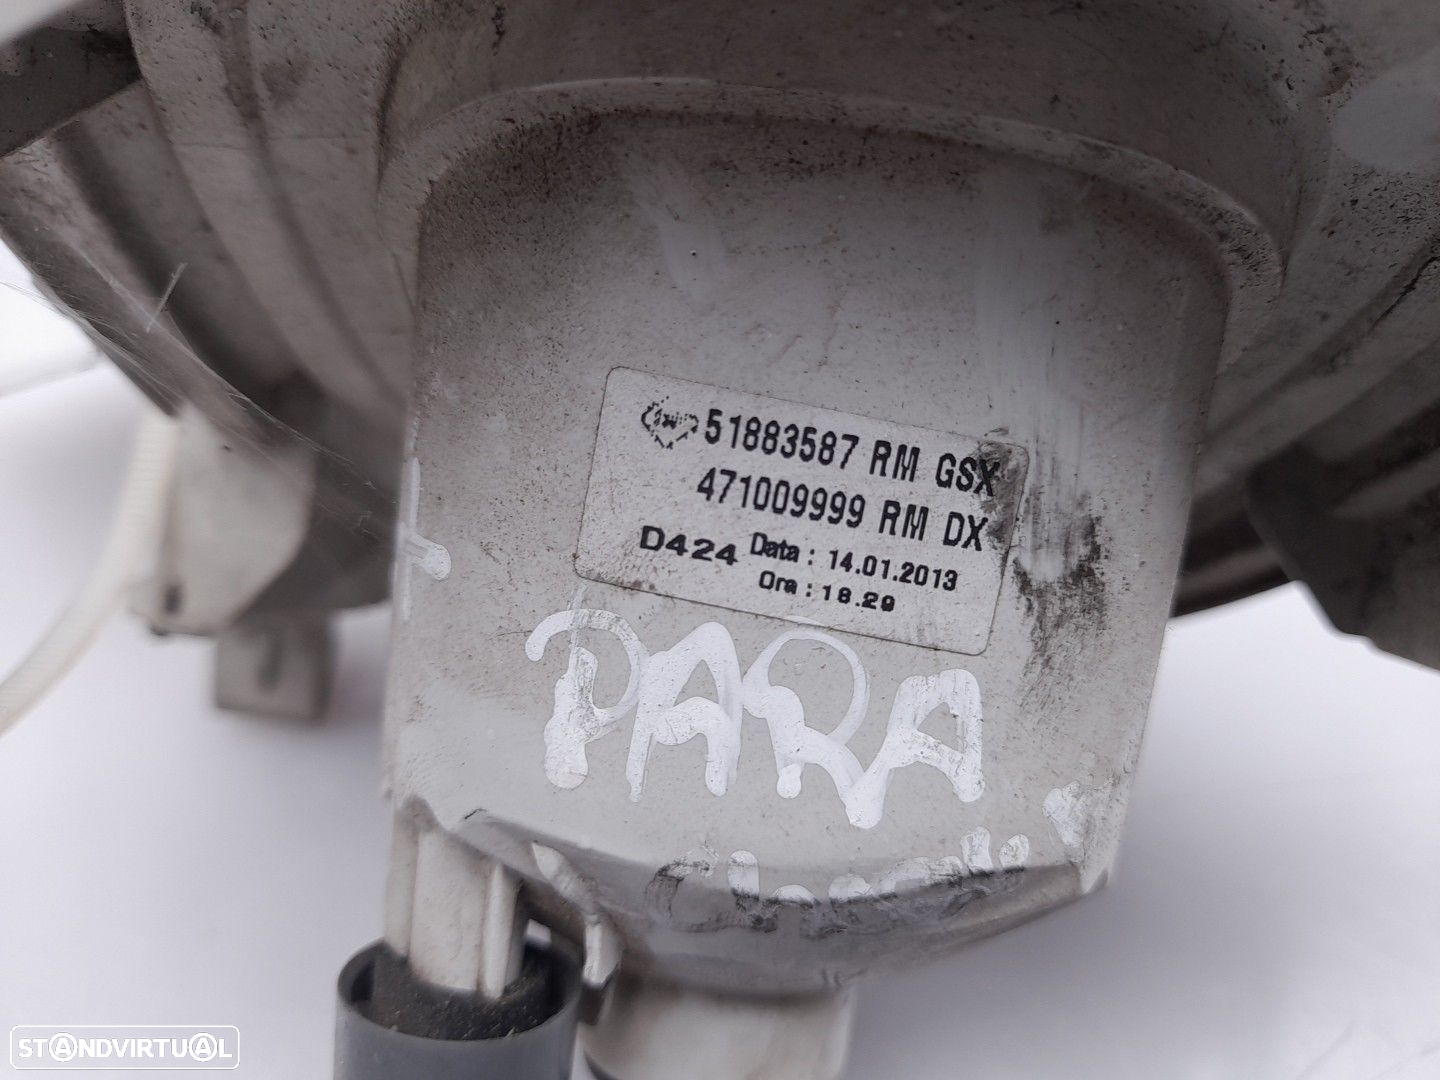 51883587 RM GSX
471009999 RM DX
D424 Data : 14.01.2013
Ora : 18.29
PARA
STANDVIRTUAL